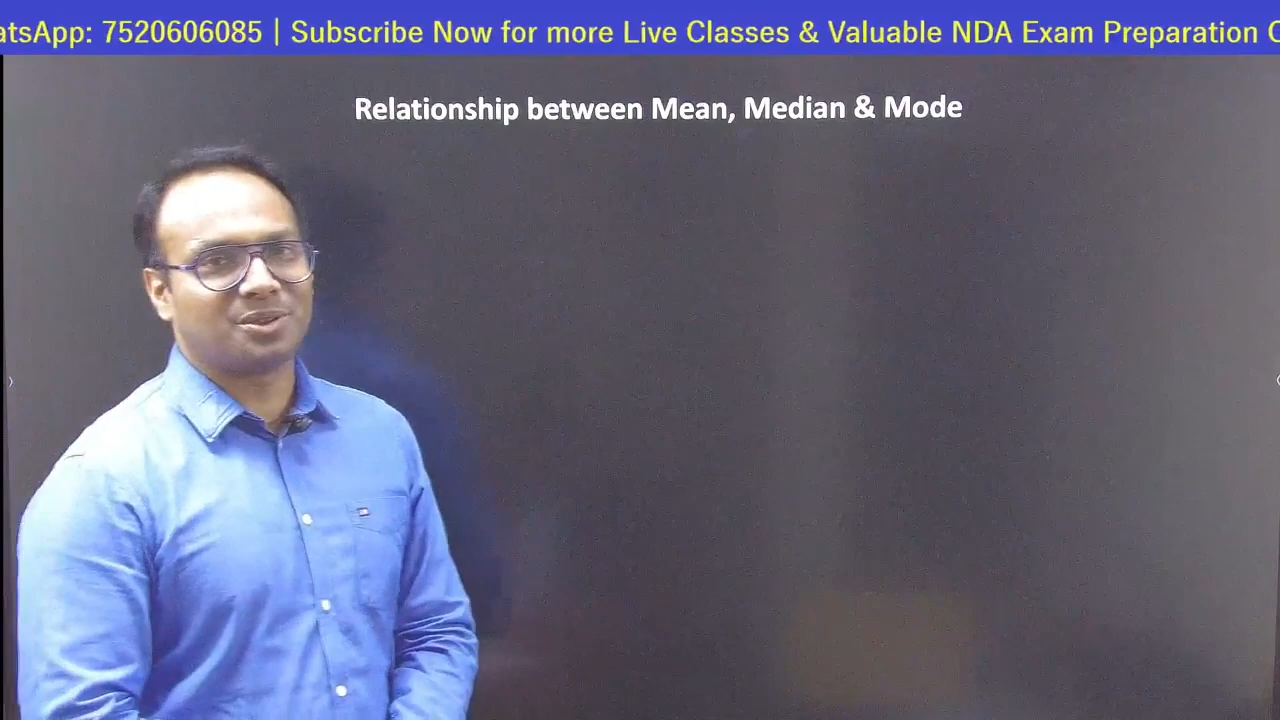 atsApp: 7520606085 | Subscribe Now for more Live Classes & Valuable NDA Exam Preparation C
Relationship between Mean, Median & Mode